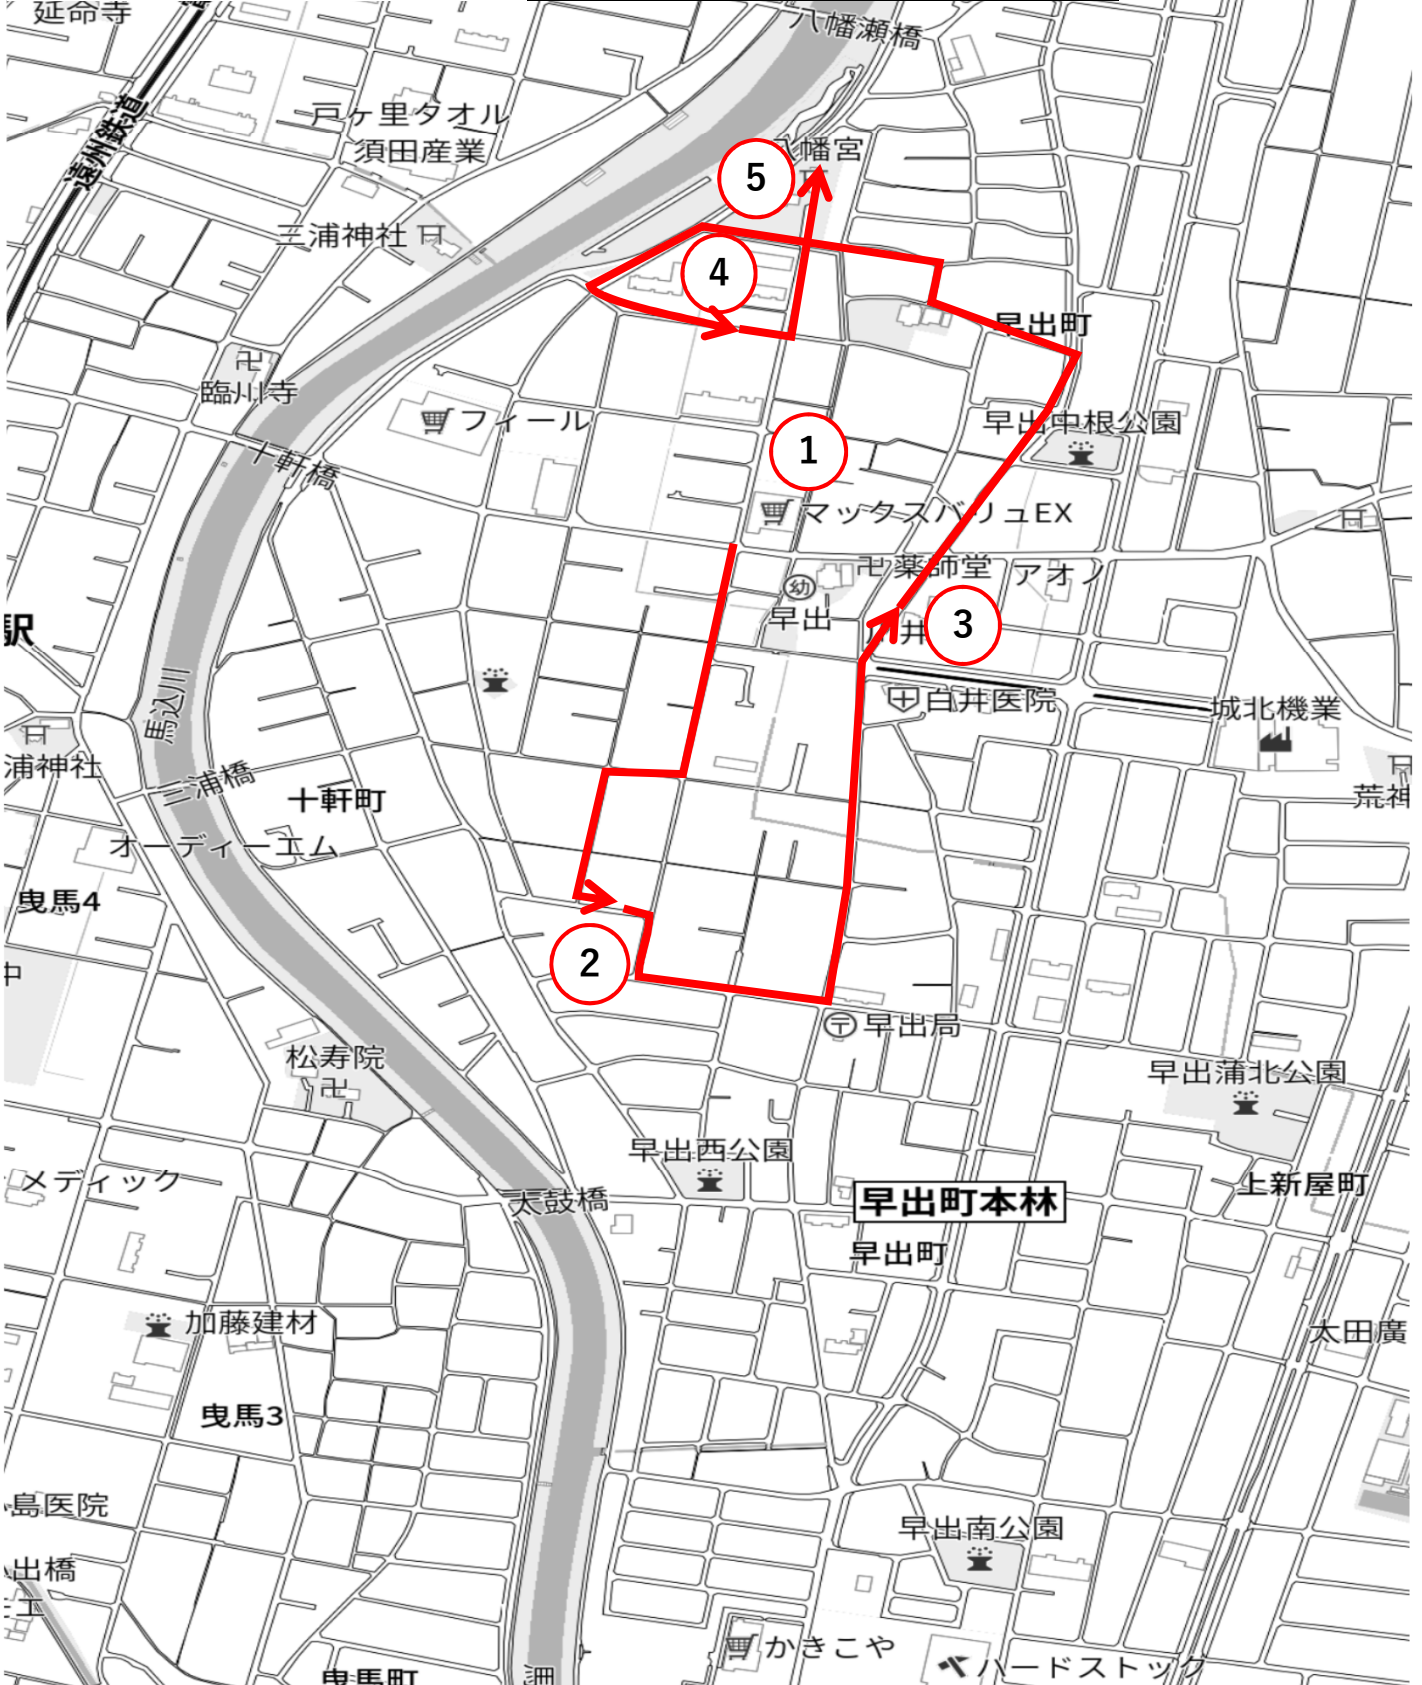 延命寺
八幡瀬橋
遠州鉄道
戸ヶ里タオル
須田産業
八幡宮
⑤
三浦神社
④
早出町
臨川寺
フィール
早出中根公園
十軒橋
①
マックスバリュEX
薬師堂
アオノ
幼
早出
③
井
駅
白井医院
馬込川
城北機業
浦神社
三浦橋
十軒町
荒神
オーディーエム
曳馬4
②
中
早出局
松寿院
早出蒲北公園
早出西公園
メディック
太鼓橋
早出町本林
上新屋町
早出町
加藤建材
太田廣
曳馬3
島医院
早出南公園
出橋
工
かきこや
ハードストック
曳馬町